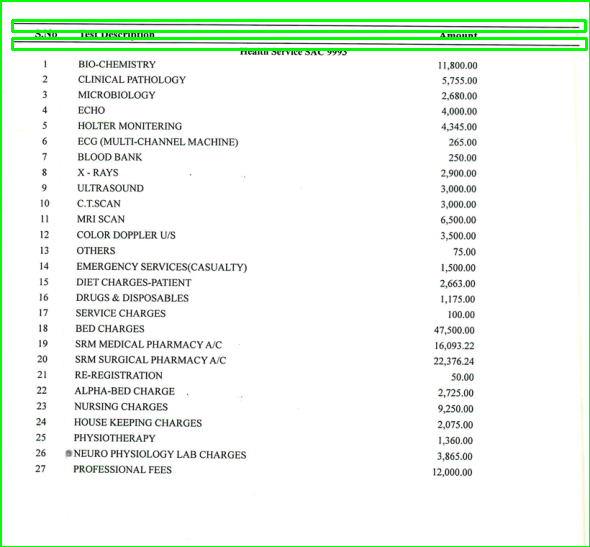 S.No Test Description Amount
Health Service SAC 9993
1 BIO-CHEMISTRY 11,800.00
2 CLINICAL PATHOLOGY 5,755.00
3 MICROBIOLOGY 2,680.00
4 ECHO 4,000.00
5 HOLTER MONITERING 4,345.00
6 ECG (MULTI-CHANNEL MACHINE) 265.00
7 BLOOD BANK 250.00
8 X - RAYS 2,900.00
9 ULTRASOUND 3,000.00
10 C.T.SCAN 3,000.00
11 MRI SCAN 6,500.00
12 COLOR DOPPLER U/S 3,500.00
13 OTHERS 75.00
14 EMERGENCY SERVICES(CASUALTY) 1,500.00
15 DIET CHARGES-PATIENT 2,663.00
16 DRUGS & DISPOSABLES 1,175.00
17 SERVICE CHARGES 100.00
18 BED CHARGES 47,500.00
19 SRM MEDICAL PHARMACY A/C 16,093.22
20 SRM SURGICAL PHARMACY A/C 22,376.24
21 RE-REGISTRATION 50.00
22 ALPHA-BED CHARGE 2,725.00
23 NURSING CHARGES 9,250.00
24 HOUSE KEEPING CHARGES 2,075.00
25 PHYSIOTHERAPY 1,360.00
26 NEURO PHYSIOLOGY LAB CHARGES 3,865.00
27 PROFESSIONAL FEES 12,000.00